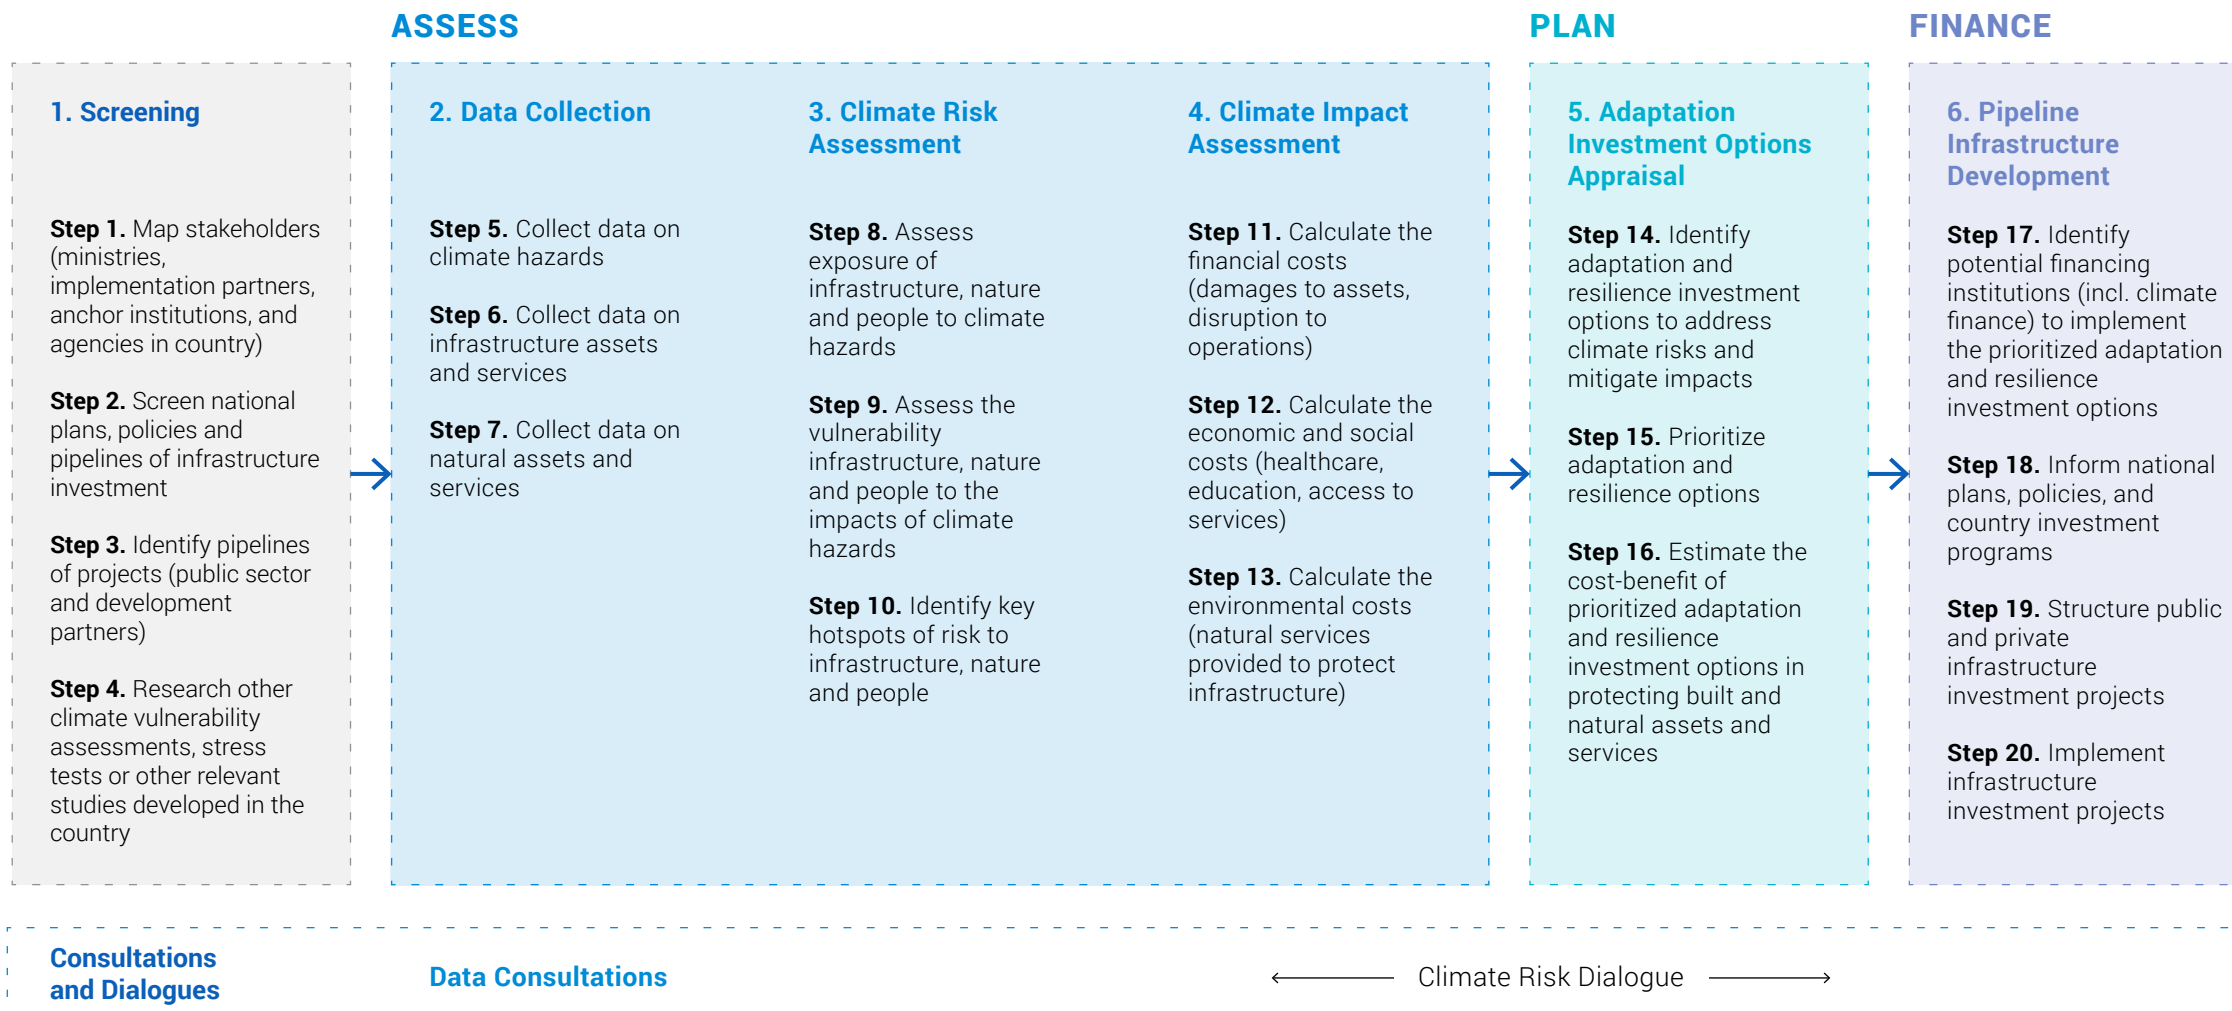 ASSESS
PLAN
FINANCE
1. Screening
Step 1. Map stakeholders
(ministries,
implementation partners,
anchor institutions, and
agencies in country)
Step 2. Screen national
plans, policies and
pipelines of infrastructure
investment
Step 3. Identify pipelines
of projects (public sector
and development
partners)
Step 4. Research other
climate vulnerability
assessments, stress
tests or other relevant
studies developed in the
country
2. Data Collection
Step 5. Collect data on
climate hazards
Step 6. Collect data on
infrastructure assets
and services
Step 7. Collect data on
natural assets and
services
3. Climate Risk
Assessment
Step 8. Assess
exposure of
infrastructure, nature
and people to climate
hazards
Step 9. Assess the
vulnerability
infrastructure, nature
and people to the
impacts of climate
hazards
Step 10. Identify key
hotspots of risk to
infrastructure, nature
and people
4. Climate Impact
Assessment
Step 11. Calculate the
financial costs
(damages to assets,
disruption to
operations)
Step 12. Calculate the
economic and social
costs (healthcare,
education, access to
services)
Step 13. Calculate the
environmental costs
(natural services
provided to protect
infrastructure)
5. Adaptation
Investment Options
Appraisal
Step 14. Identify
adaptation and
resilience investment
options to address
climate risks and
mitigate impacts
Step 15. Prioritize
adaptation and
resilience options
Step 16. Estimate the
cost-benefit of
prioritized adaptation
and resilience
investment options in
protecting built and
natural assets and
services
6. Pipeline
Infrastructure
Development
Step 17. Identify
potential financing
institutions (incl. climate
finance) to implement
the prioritized adaptation
and resilience
investment options
Step 18. Inform national
plans, policies, and
country investment
programs
Step 19. Structure public
and private
infrastructure
investment projects
Step 20. Implement
infrastructure
investment projects
Consultations
and Dialogues
Data Consultations
Climate Risk Dialogue